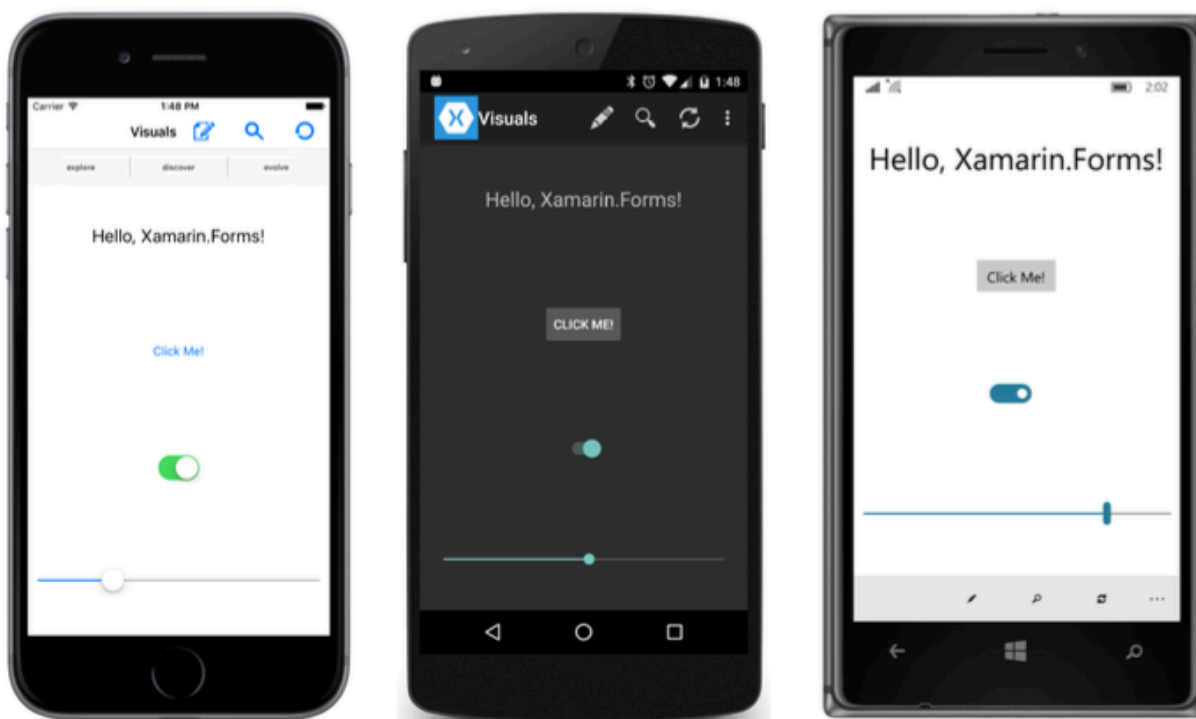 Carrier 1:48 PM
Visuals
explore discover evolve
Hello, Xamarin.Forms!
Click Me!
1:48
X Visuals
Hello, Xamarin.Forms!
CLICK ME!
2:02
Hello, Xamarin.Forms!
Click Me!